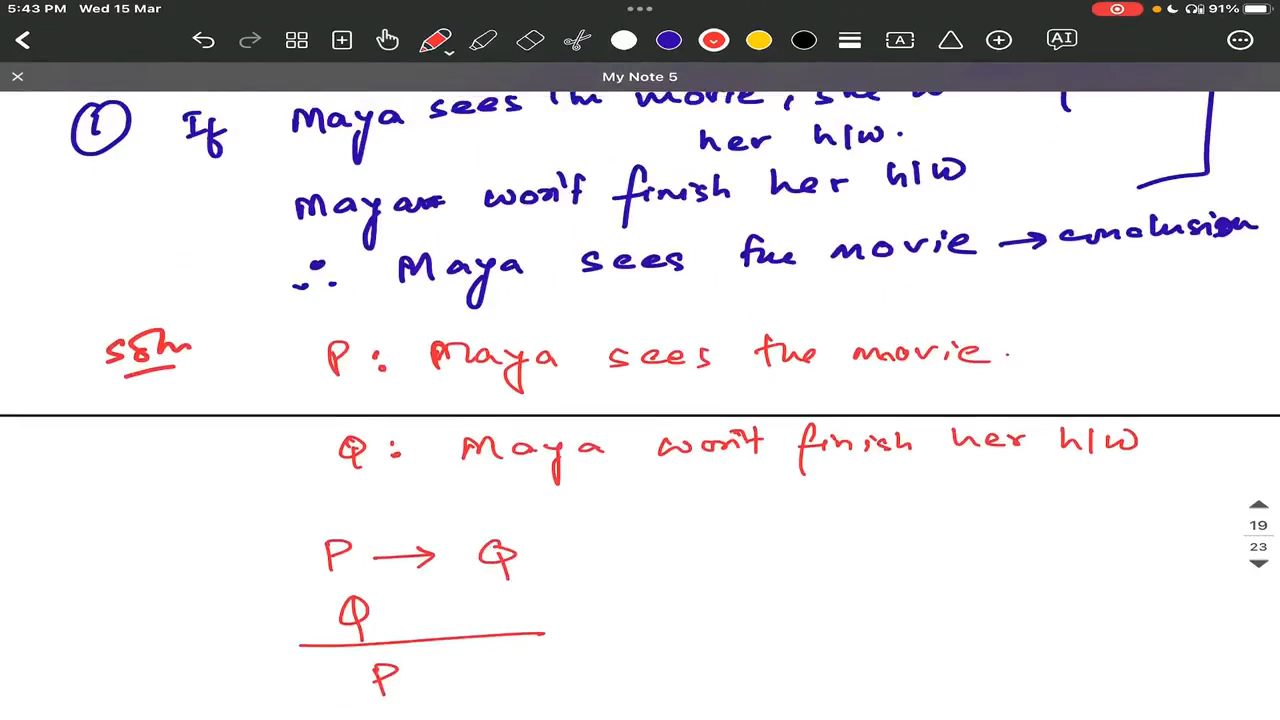 5:43 PM Wed 15 Mar
91%
AI
My Note 5
① If Maya sees the movie, she
her h/w.
Maya won't finish her h/w
∴ Maya sees the movie → conclusion
Soln
P: Maya sees the movie.
Q: Maya won't finish her h/w
19
23
P → Q
Q
P